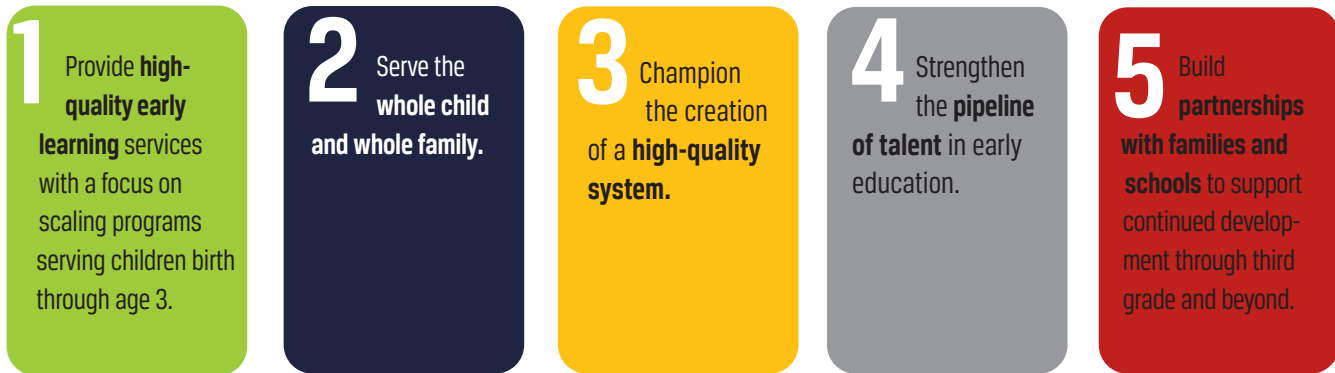 1
Provide high-
quality early
learning services
with a focus on
scaling programs
serving children birth
through age 3.
2
Serve the
whole child
and whole family.
3
Champion
the creation
of a high-quality
system.
4
Strengthen
the pipeline
of talent in early
education.
5
Build
partnerships
with families and
schools to support
continued develop-
ment through third
grade and beyond.